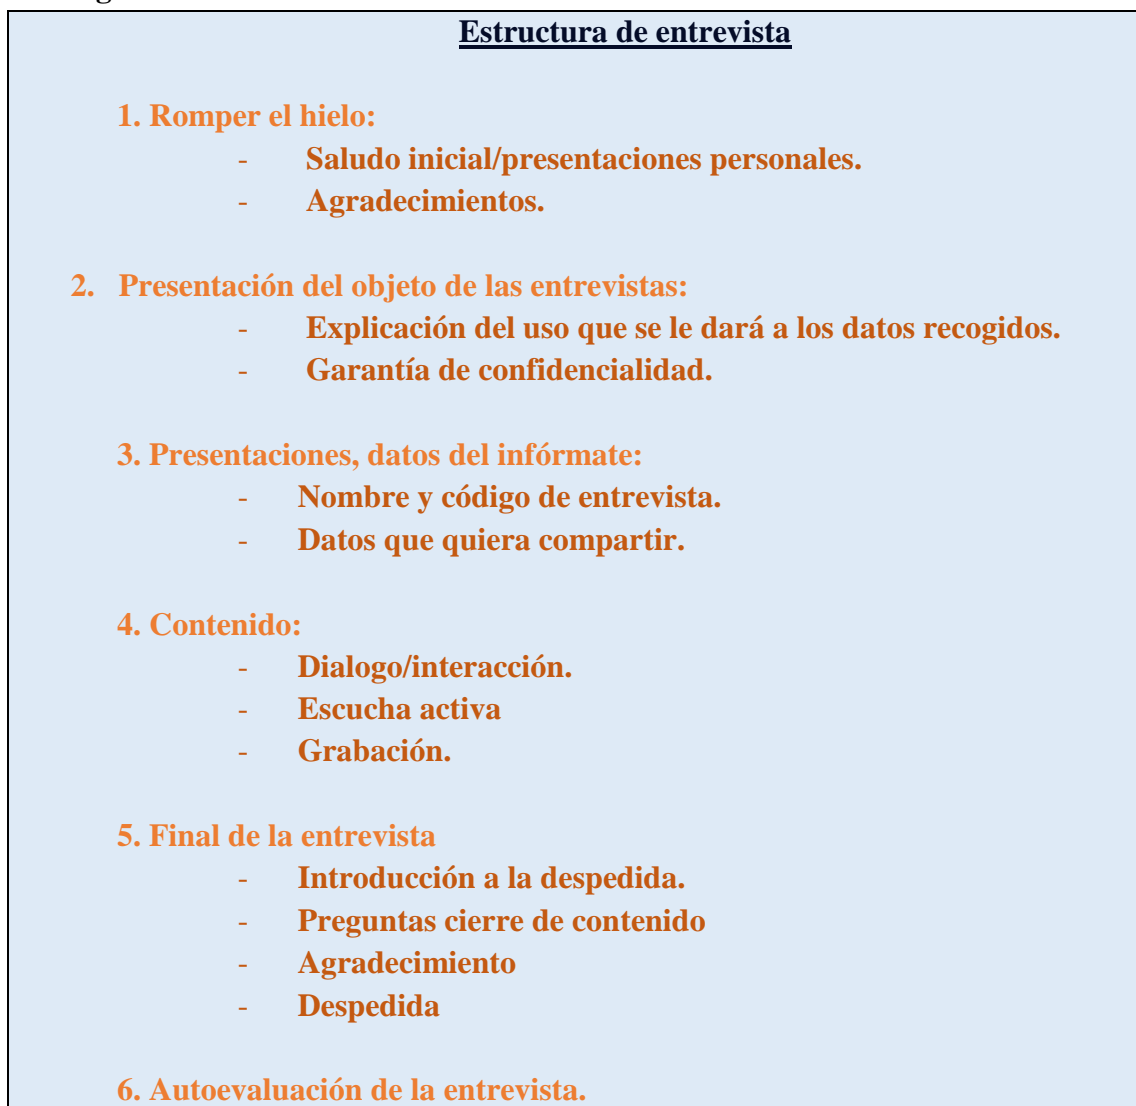 Estructura de entrevista
1. Romper el hielo:
- Saludo inicial/presentaciones personales.
- Agradecimientos.
2. Presentación del objeto de las entrevistas:
- Explicación del uso que se le dará a los datos recogidos.
- Garantía de confidencialidad.
3. Presentaciones, datos del infórmate:
- Nombre y código de entrevista.
- Datos que quiera compartir.
4. Contenido:
- Dialogo/interacción.
- Escucha activa
- Grabación.
5. Final de la entrevista
- Introducción a la despedida.
- Preguntas cierre de contenido
- Agradecimiento
- Despedida
6. Autoevaluación de la entrevista.